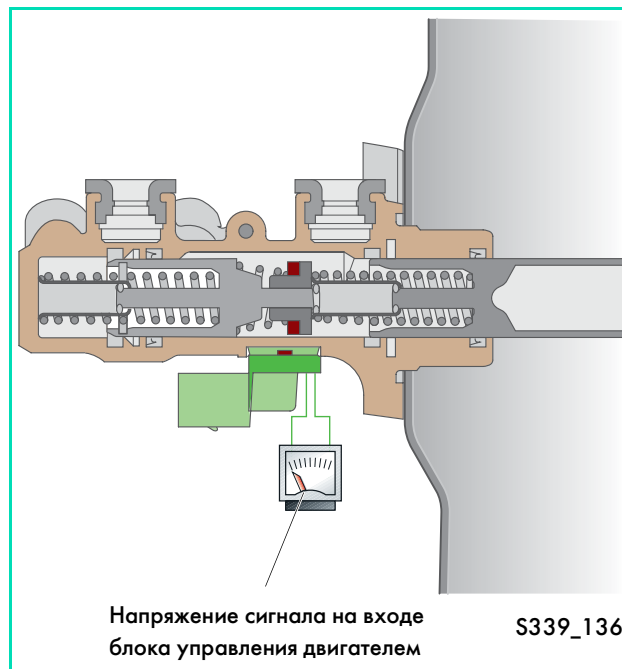 Напряжение сигнала на входе
блока управления двигателем
S339_136